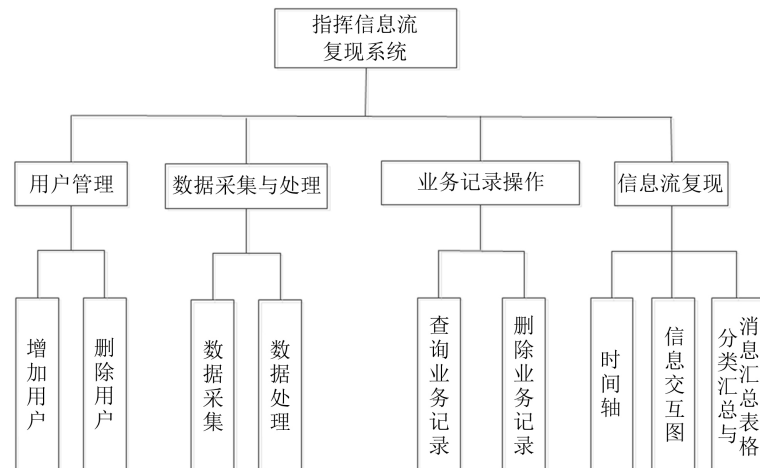 指挥信息流
复现系统
用户管理
数据采集与处理
业务记录操作
信息流复现
增加用户
删除用户
数据采集
数据处理
查询业务记录
删除业务记录
时间轴
信息交互图
分类汇总与
消息汇总表格